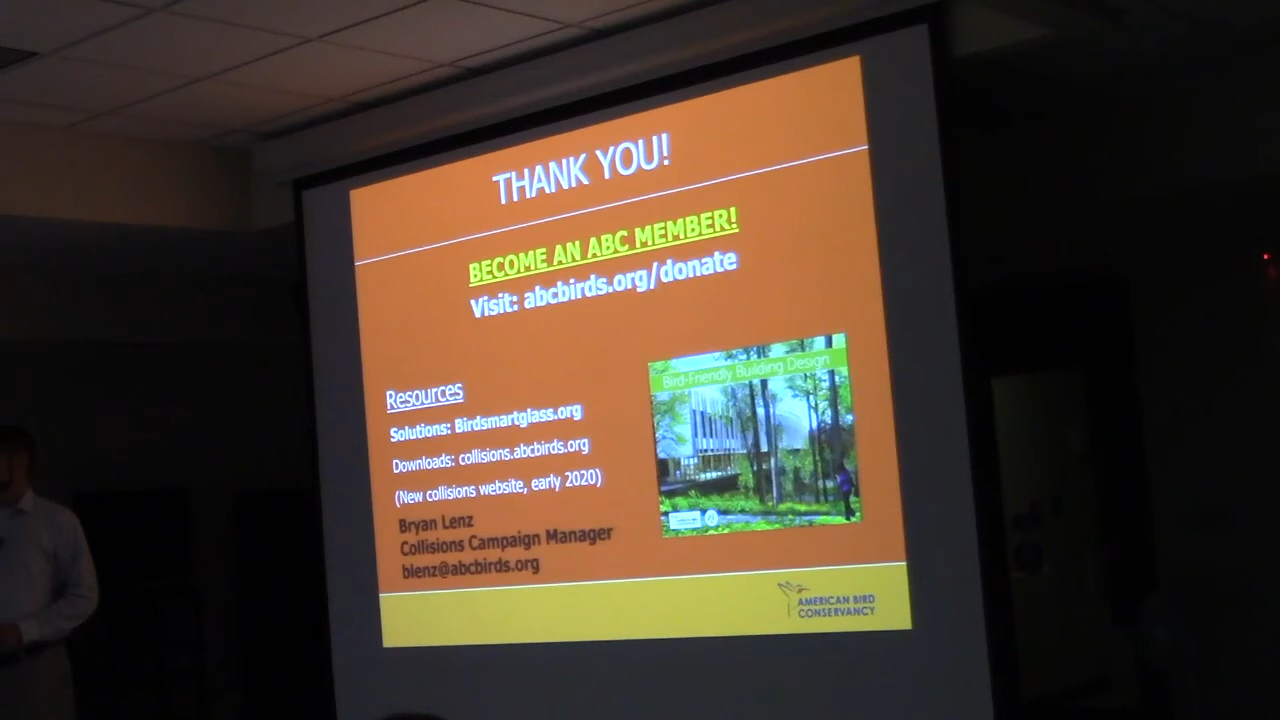 THANK YOU!
BECOME AN ABC MEMBER!
Visit: abcbirds.org/donate
Resources
Solutions: Birdsmartglass.org
Downloads: collisions.abcbirds.org
(New collisions website, early 2020)
Bryan Lenz
Collisions Campaign Manager
blenz@abcbirds.org
Bird-Friendly Building Design
AMERICAN BIRD
CONSERVANCY